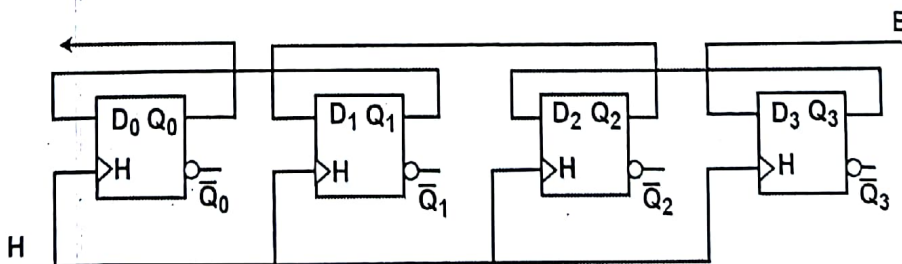 E
D₀ Q₀ D₁ Q₁ D₂ Q₂ D₃ Q₃
H H H H
Q̅₀ Q̅₁ Q̅₂ Q̅₃
H